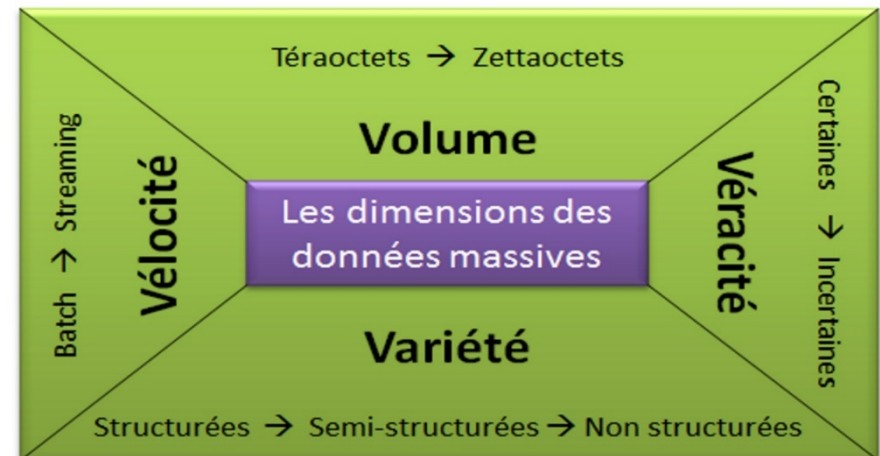 Téraoctets → Zettaoctets
Volume
Batch → Streaming
Vélocité
Les dimensions des
données massives
Véracité
Certaines → Incertaines
Variété
Structurées → Semi-structurées → Non structurées